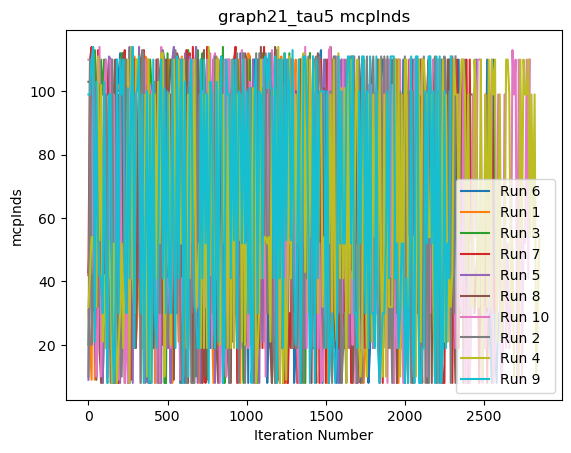 graph21_tau5 mcpInds
mcpInds
100
80
60
40
20
0
500
1000
1500
2000
2500
Iteration Number
Run 6
Run 1
Run 3
Run 7
Run 5
Run 8
Run 10
Run 2
Run 4
Run 9